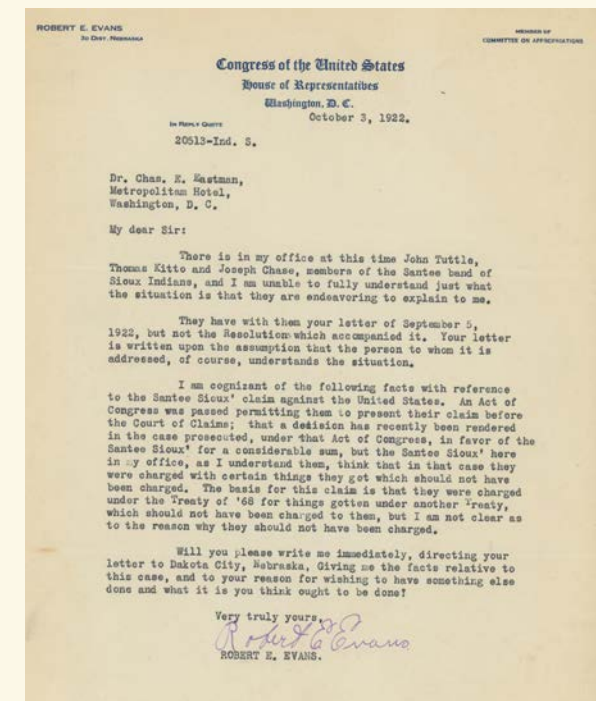 ROBERT E. EVANS
3D DIST. NEBRASKA
MEMBER OF
COMMITTEE ON APPROPRIATIONS
Congress of the United States
House of Representatives
Washington, D. C.
October 3, 1922.
IN REPLY QUOTE
20513-Ind. S.
Dr. Chas. E. Eastman,
Metropolitan Hotel,
Washington, D. C.
My dear Sir:
There is in my office at this time John Tuttle,
Thomas Kitto and Joseph Chase, members of the Santee band of
Sioux Indians, and I am unable to fully understand just what
the situation is that they are endeavoring to explain to me.
They have with them your letter of September 5,
1922, but not the Resolution which accompanied it. Your letter
is written upon the assumption that the person to whom it is
addressed, of course, understands the situation.
I am cognizant of the following facts with reference
to the Santee Sioux' claim against the United States. An Act of
Congress was passed permitting them to present their claim before
the Court of Claims; that a decision has recently been rendered
in the case prosecuted, under that Act of Congress, in favor of the
Santee Sioux' for a considerable sum, but the Santee Sioux' here
in my office, as I understand them, think that in that case they
were charged with certain things they got which should not have
been charged. The basis for this claim is that they were charged
under the Treaty of '68 for things gotten under another Treaty,
which should not have been charged to them, but I am not clear as
to the reason why they should not have been charged.
Will you please write me immediately, directing your
letter to Dakota City, Nebraska, Giving me the facts relative to
this case, and to your reason for wishing to have something else
done and what it is you think ought to be done?
Very truly yours,
Robert E Evans
ROBERT E. EVANS.